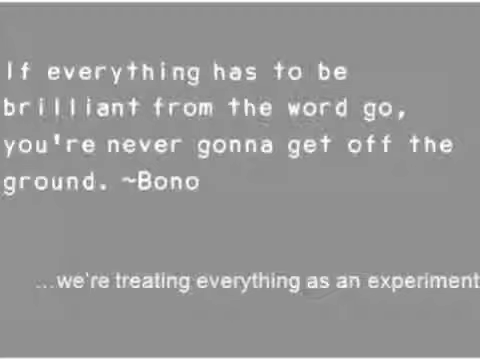 If everything has to be
brilliant from the word go,
you're never gonna get off the
ground. ~Bono
...we're treating everything as an experiment